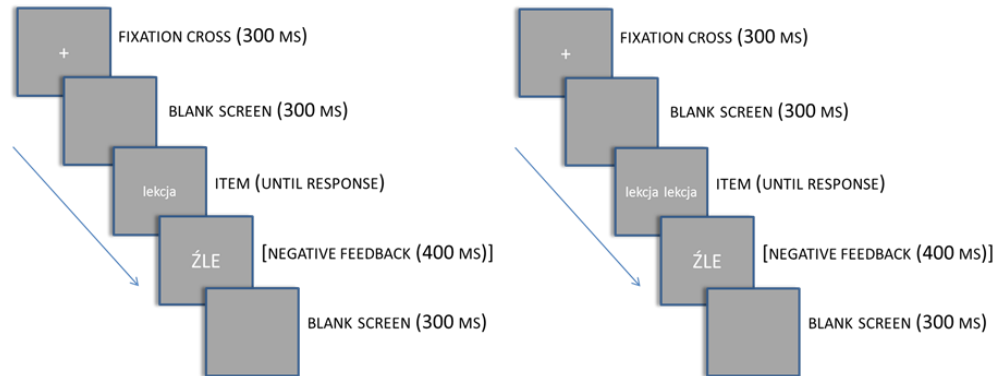 +
FIXATION CROSS (300 MS)
BLANK SCREEN (300 MS)
lekcja
ITEM (UNTIL RESPONSE)
ŹLE
[NEGATIVE FEEDBACK (400 MS)]
BLANK SCREEN (300 MS)
+
FIXATION CROSS (300 MS)
BLANK SCREEN (300 MS)
lekcja lekcja
ITEM (UNTIL RESPONSE)
ŹLE
[NEGATIVE FEEDBACK (400 MS)]
BLANK SCREEN (300 MS)